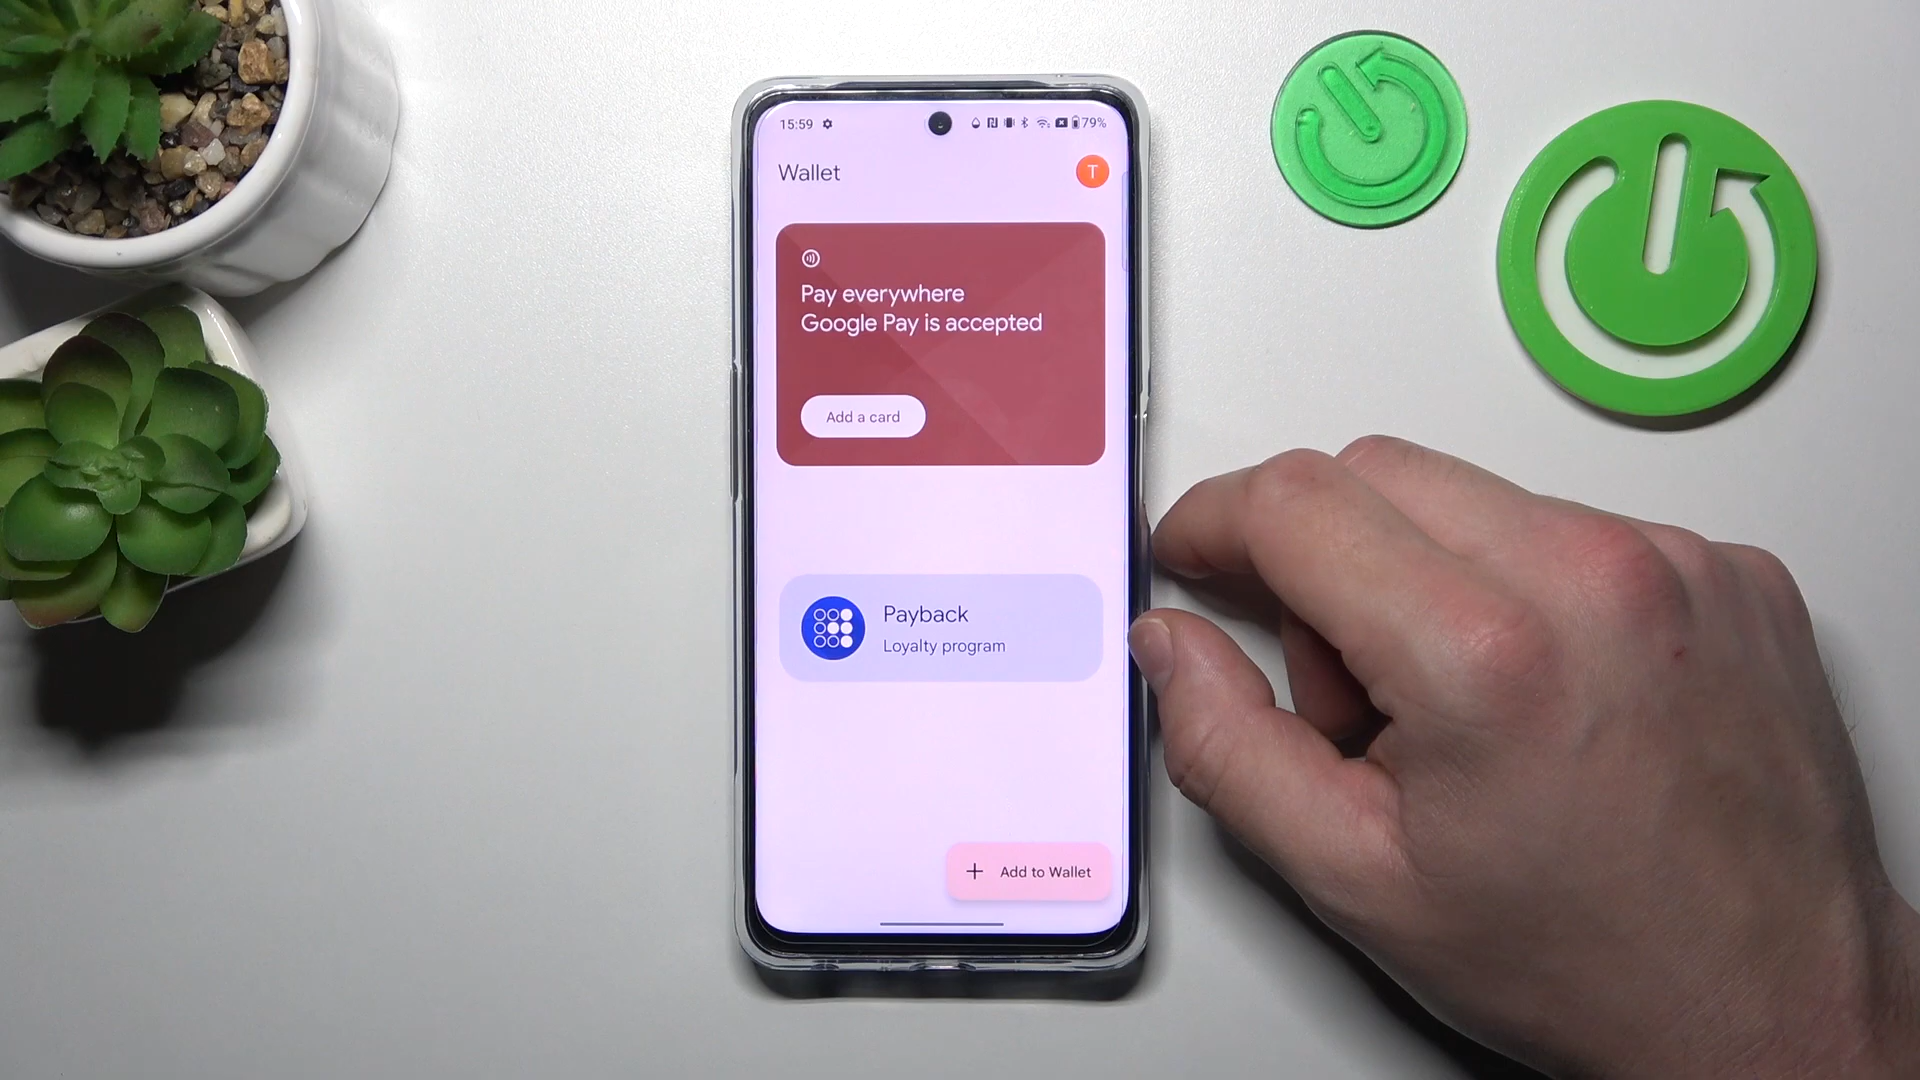 15:59
79%
Wallet
T
Pay everywhere
Google Pay is accepted
Add a card
Payback
Loyalty program
+ Add to Wallet